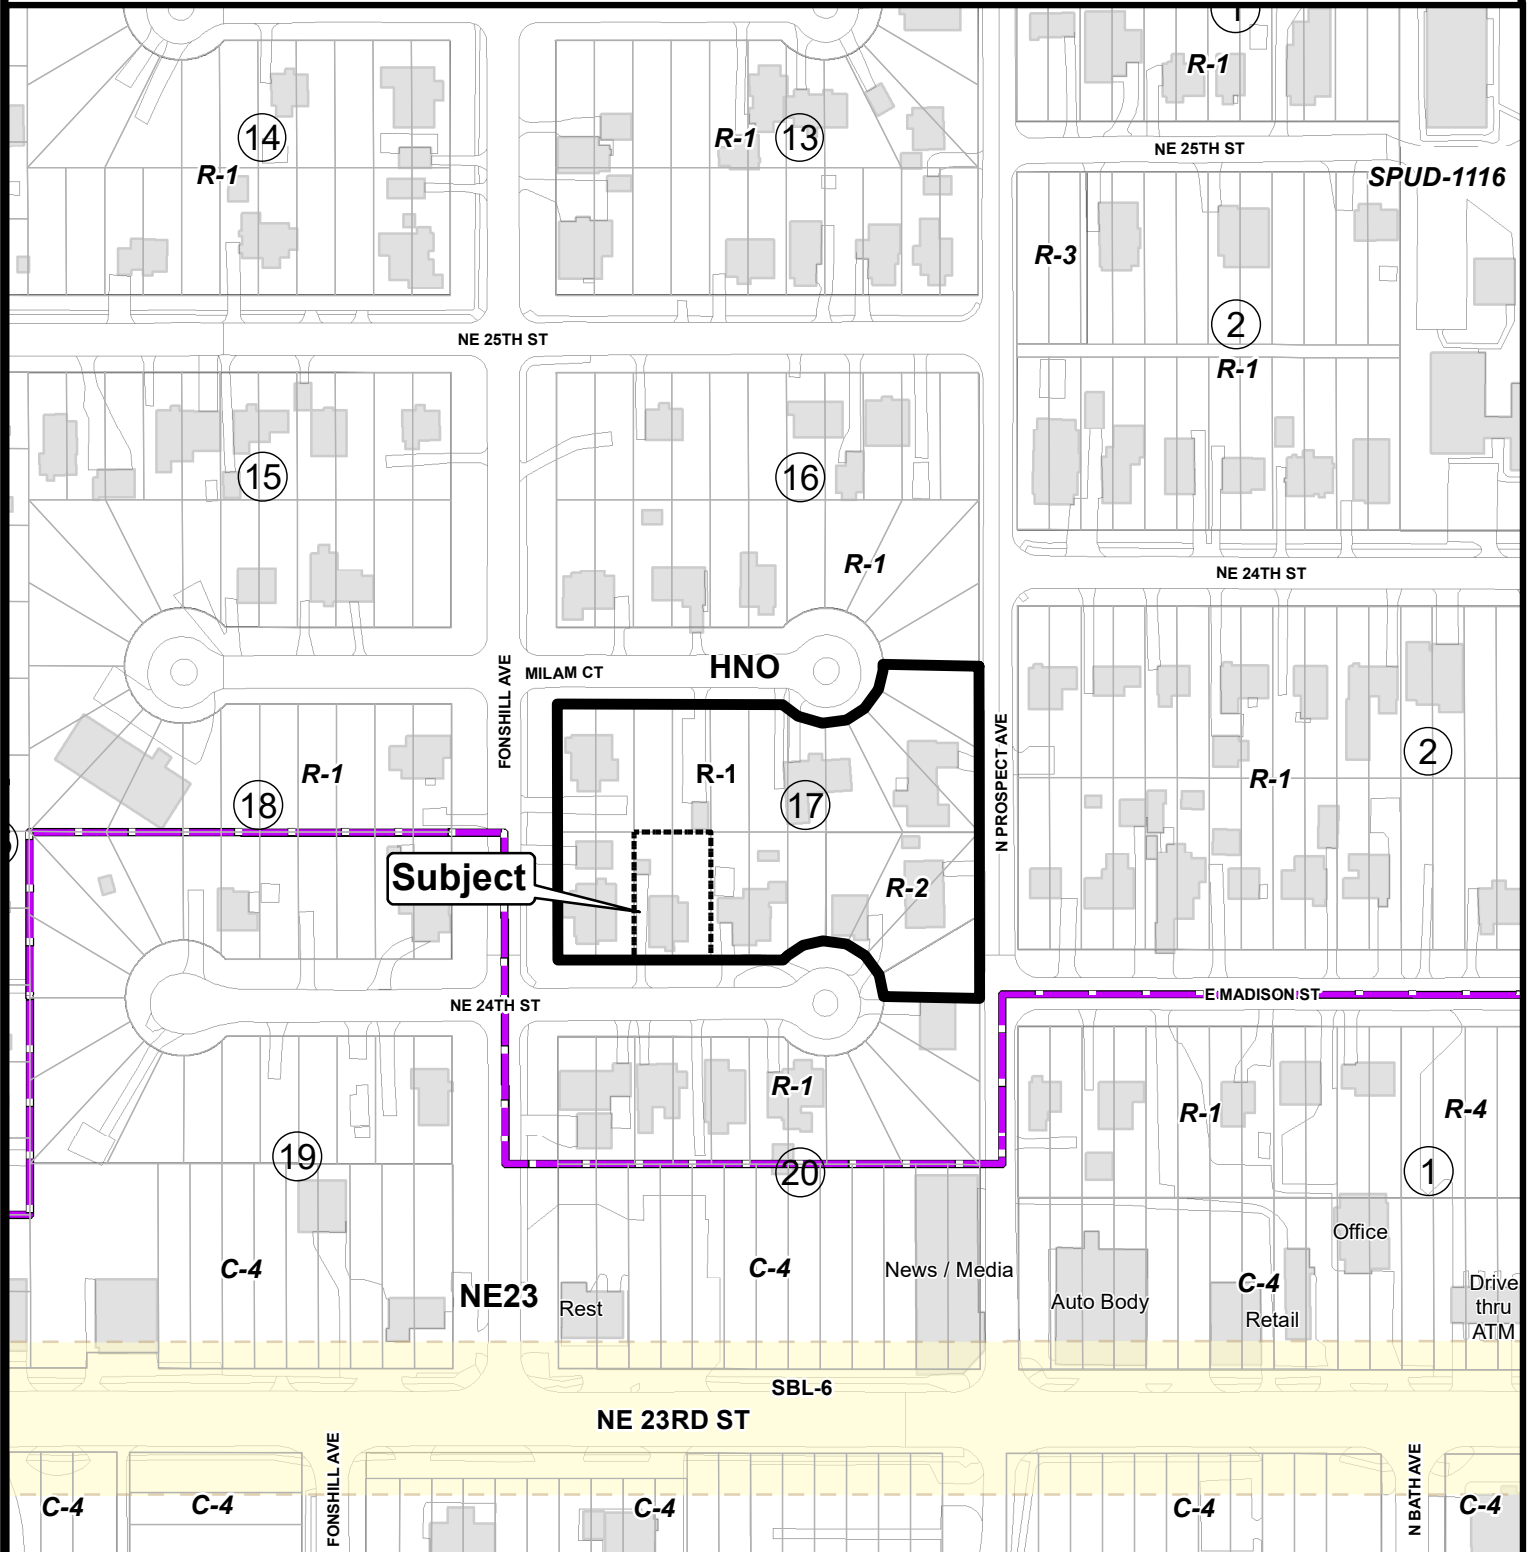 1
R-1
14
R-1
13
R-1
NE 25TH ST
SPUD-1116
R-3
2
NE 25TH ST
R-1
15
16
R-1
NE 24TH ST
FONSHILL AVE
MILAM CT
HNO
N PROSPECT AVE
2
R-1
R-1
R-1
18
17
Subject
R-2
NE 24TH ST
E MADISON ST
R-1
R-1
R-4
19
20
1
Office
C-4
C-4
News / Media
C-4
NE23
Rest
Auto Body
Retail
Drive
thru
ATM
SBL-6
NE 23RD ST
FONSHILL AVE
N BATH AVE
C-4
C-4
C-4
C-4
C-4